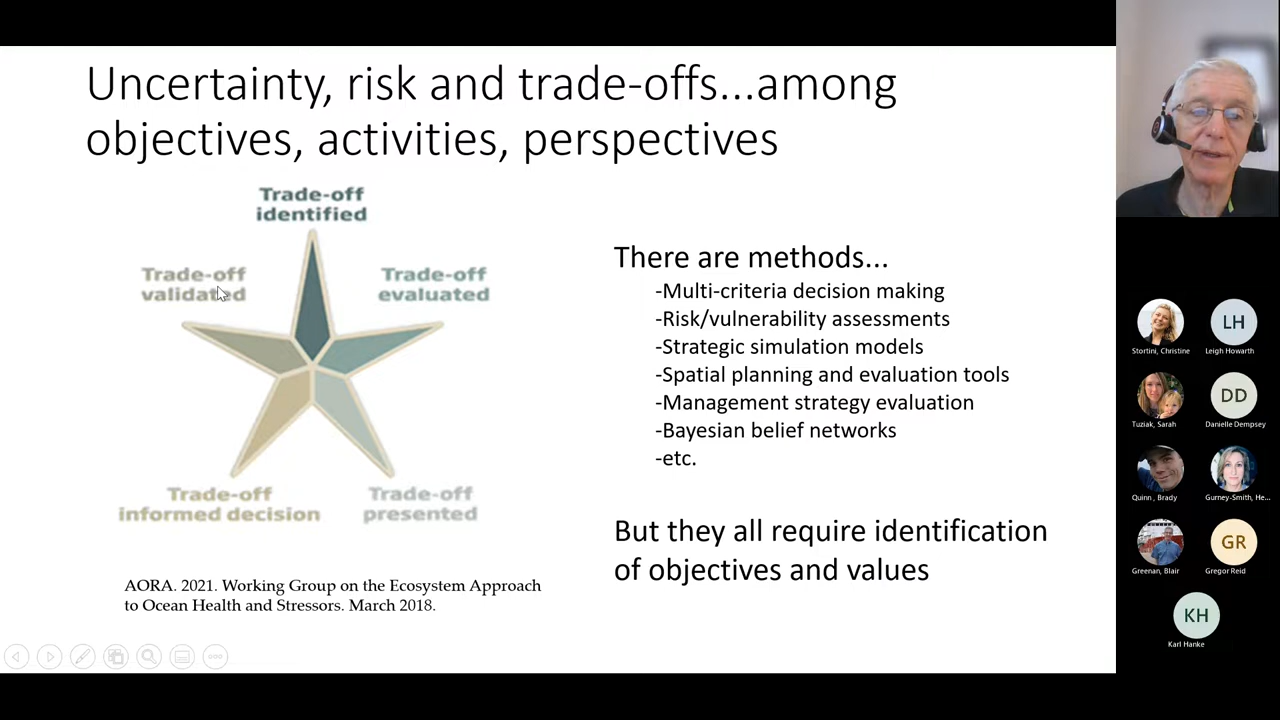 Uncertainty, risk and trade-offs...among
objectives, activities, perspectives
Trade-off
identified
Trade-off
validated
Trade-off
evaluated
Trade-off
informed decision
Trade-off
presented
AORA. 2021. Working Group on the Ecosystem Approach
to Ocean Health and Stressors. March 2018.
There are methods...
-Multi-criteria decision making
-Risk/vulnerability assessments
-Strategic simulation models
-Spatial planning and evaluation tools
-Management strategy evaluation
-Bayesian belief networks
-etc.
But they all require identification
of objectives and values
LH
Stortini, Christine
Leigh Howarth
DD
Tuziak, Sarah
Danielle Dempsey
Quinn , Brady
Gurney-Smith, He...
GR
Greenan, Blair
Gregor Reid
KH
Karl Hanke